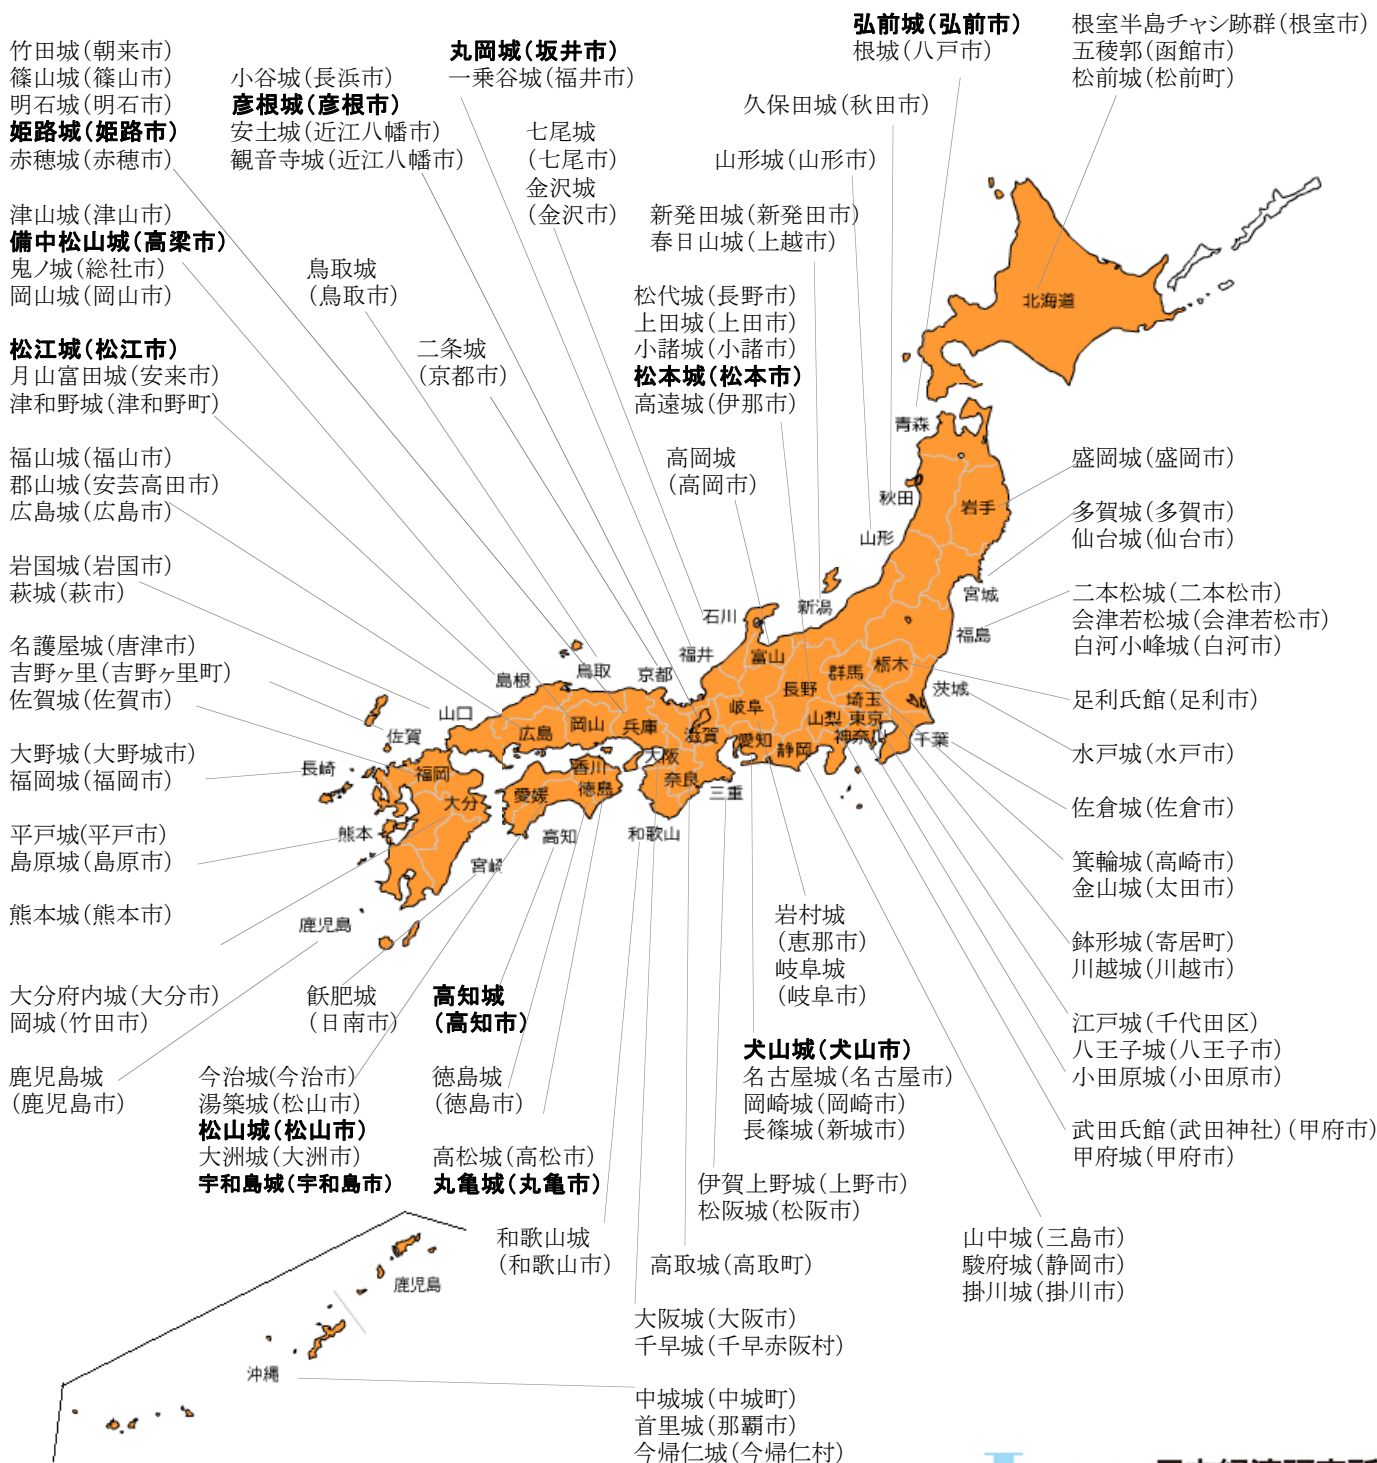 竹田城(朝来市)
篠山城(篠山市)
明石城(明石市)
姫路城(姫路市)
赤穂城(赤穂市)
津山城(津山市)
備中松山城(高梁市)
鬼ノ城(総社市)
岡山城(岡山市)
松江城(松江市)
月山富田城(安来市)
津和野城(津和野町)
福山城(福山市)
郡山城(安芸高田市)
広島城(広島市)
岩国城(岩国市)
萩城(萩市)
名護屋城(唐津市)
吉野ヶ里(吉野ヶ里町)
佐賀城(佐賀市)
大野城(大野城市)
福岡城(福岡市)
平戸城(平戸市)
島原城(島原市)
熊本城(熊本市)
大分府内城(大分市)
岡城(竹田市)
鹿児島城
(鹿児島市)
小谷城(長浜市)
彦根城(彦根市)
安土城(近江八幡市)
観音寺城(近江八幡市)
丸岡城(坂井市)
一乗谷城(福井市)
七尾城
(七尾市)
金沢城
(金沢市)
鳥取城
(鳥取市)
二条城
(京都市)
弘前城(弘前市)
根城(八戸市)
久保田城(秋田市)
山形城(山形市)
新発田城(新発田市)
春日山城(上越市)
松代城(長野市)
上田城(上田市)
小諸城(小諸市)
松本城(松本市)
高遠城(伊那市)
高岡城
(高岡市)
根室半島チャシ跡群(根室市)
五稜郭(函館市)
松前城(松前町)
盛岡城(盛岡市)
多賀城(多賀市)
仙台城(仙台市)
二本松城(二本松市)
会津若松城(会津若松市)
白河小峰城(白河市)
足利氏館(足利市)
水戸城(水戸市)
佐倉城(佐倉市)
箕輪城(高崎市)
金山城(太田市)
鉢形城(寄居町)
川越城(川越市)
江戸城(千代田区)
八王子城(八王子市)
小田原城(小田原市)
武田氏館(武田神社)(甲府市)
甲府城(甲府市)
山中城(三島市)
駿府城(静岡市)
掛川城(掛川市)
岩村城
(恵那市)
岐阜城
(岐阜市)
犬山城(犬山市)
名古屋城(名古屋市)
岡崎城(岡崎市)
長篠城(新城市)
伊賀上野城(上野市)
松阪城(松阪市)
高取城(高取町)
大阪城(大阪市)
千早城(千早赤阪村)
和歌山城
(和歌山市)
飫肥城
(日南市)
高知城
(高知市)
徳島城
(徳島市)
高松城(高松市)
丸亀城(丸亀市)
今治城(今治市)
湯築城(松山市)
松山城(松山市)
大洲城(大洲市)
宇和島城(宇和島市)
中城城(中城町)
首里城(那覇市)
今帰仁城(今帰仁村)
北海道
青森
秋田
岩手
山形
宮城
新潟
福島
石川
富山
福井
群馬
栃木
茨城
長野
埼玉
岐阜
山梨
東京
神奈川
千葉
愛知
静岡
滋賀
京都
鳥取
島根
兵庫
岡山
広島
山口
大阪
奈良
三重
和歌山
香川
徳島
愛媛
高知
佐賀
福岡
長崎
大分
熊本
宮崎
鹿児島
鹿児島
沖縄